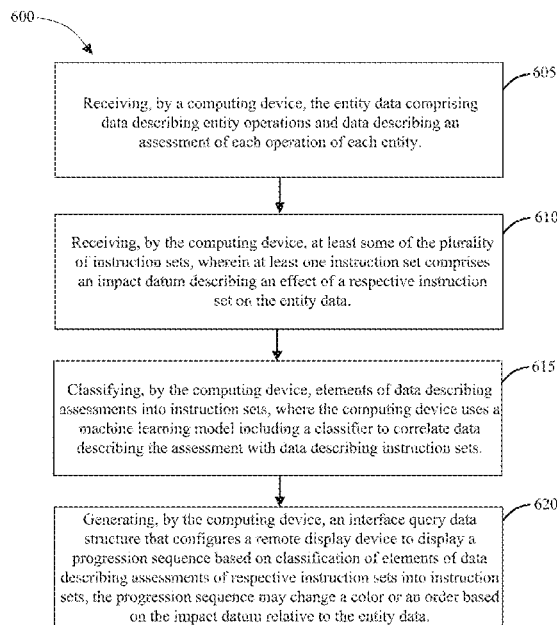 600
605
Receiving, by a computing device, the entity data comprising
data describing entity operations and data describing an
assessment of each operation of each entity.
610
Receiving, by the computing device, at least some of the plurality
of instruction sets, wherein at least one instruction set comprises
an impact datum describing an effect of a respective instruction
set on the entity data.
615
Classifying, by the computing device, elements of data describing
assessments into instruction sets, where the computing device uses a
machine learning model including a classifier to correlate data
describing the assessment with data describing instruction sets.
620
Generating, by the computing device, an interface query data
structure that configures a remote display device to display a
progression sequence based on classification of elements of data
describing assessments of respective instruction sets into instruction
sets, the progression sequence may change a color or an order based
on the impact datum relative to the entity data.